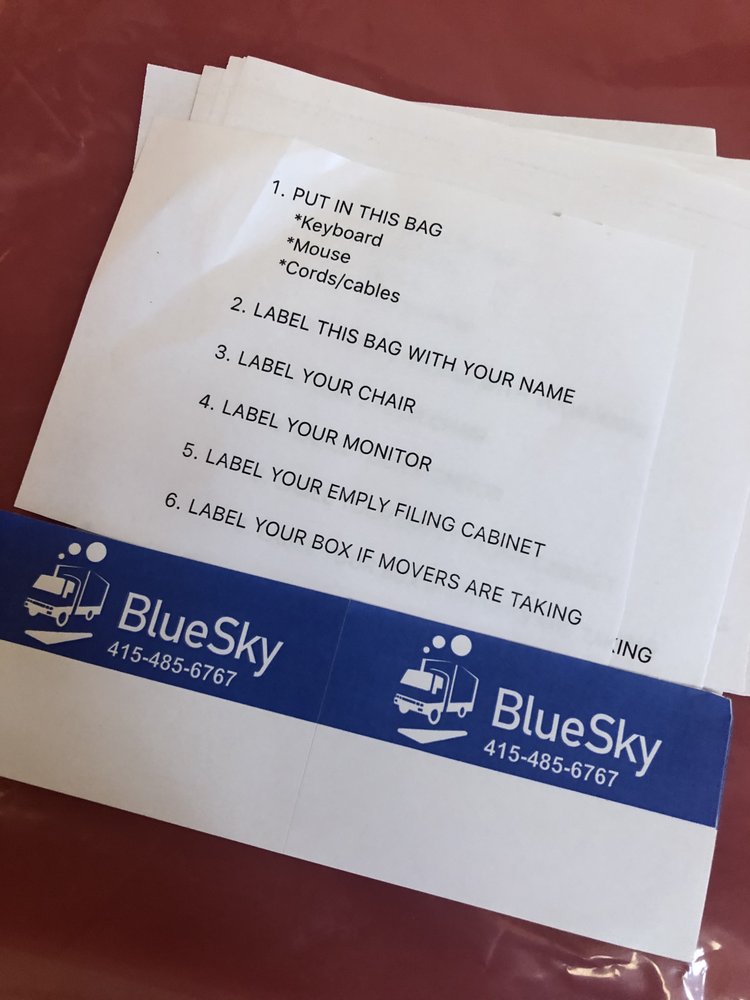 1. PUT IN THIS BAG
*Keyboard
*Mouse
*Cords/cables
2. LABEL THIS BAG WITH YOUR NAME
3. LABEL YOUR CHAIR
4. LABEL YOUR MONITOR
5. LABEL YOUR EMPLY FILING CABINET
6. LABEL YOUR BOX IF MOVERS ARE TAKING
KING
BlueSky
415-485-6767
BlueSky
415-485-6767